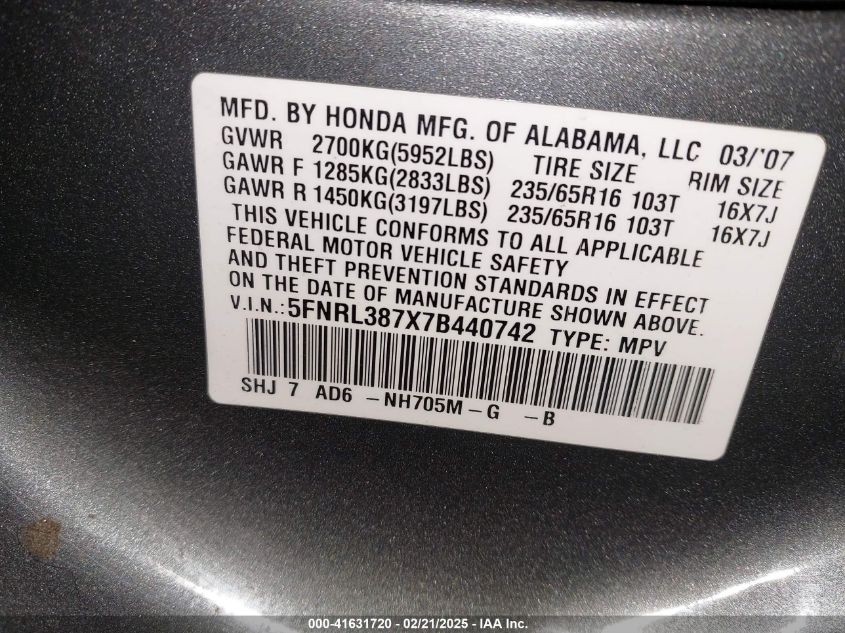 MFD. BY HONDA MFG. OF ALABAMA, LLC 03/'07
GVWR 2700KG(5952LBS) TIRE SIZE RIM SIZE
GAWR F 1285KG(2833LBS) 235/65R16 103T 16X7J
GAWR R 1450KG(3197LBS) 235/65R16 103T 16X7J
THIS VEHICLE CONFORMS TO ALL APPLICABLE
FEDERAL MOTOR VEHICLE SAFETY
AND THEFT PREVENTION STANDARDS IN EFFECT
ON THE DATE OF MANUFACTURE SHOWN ABOVE.
V.I.N.: 5FNRL387X7B440742 TYPE: MPV
SHJ 7 AD6 -NH705M-G -B
000-41631720 - 02/21/2025 - IAA Inc.